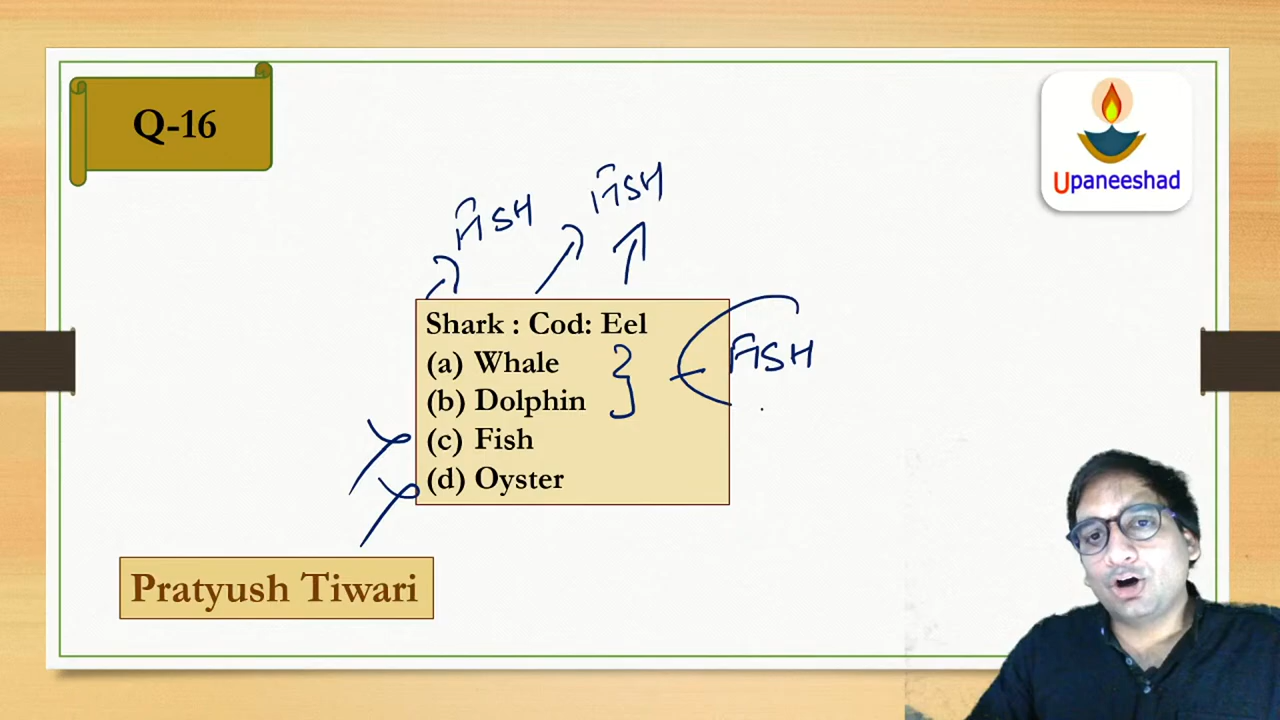 Q-16
Upaneeshad
FISH
FISH
Shark : Cod: Eel
(a) Whale
FISH
(b) Dolphin
(c) Fish
(d) Oyster
Pratyush Tiwari